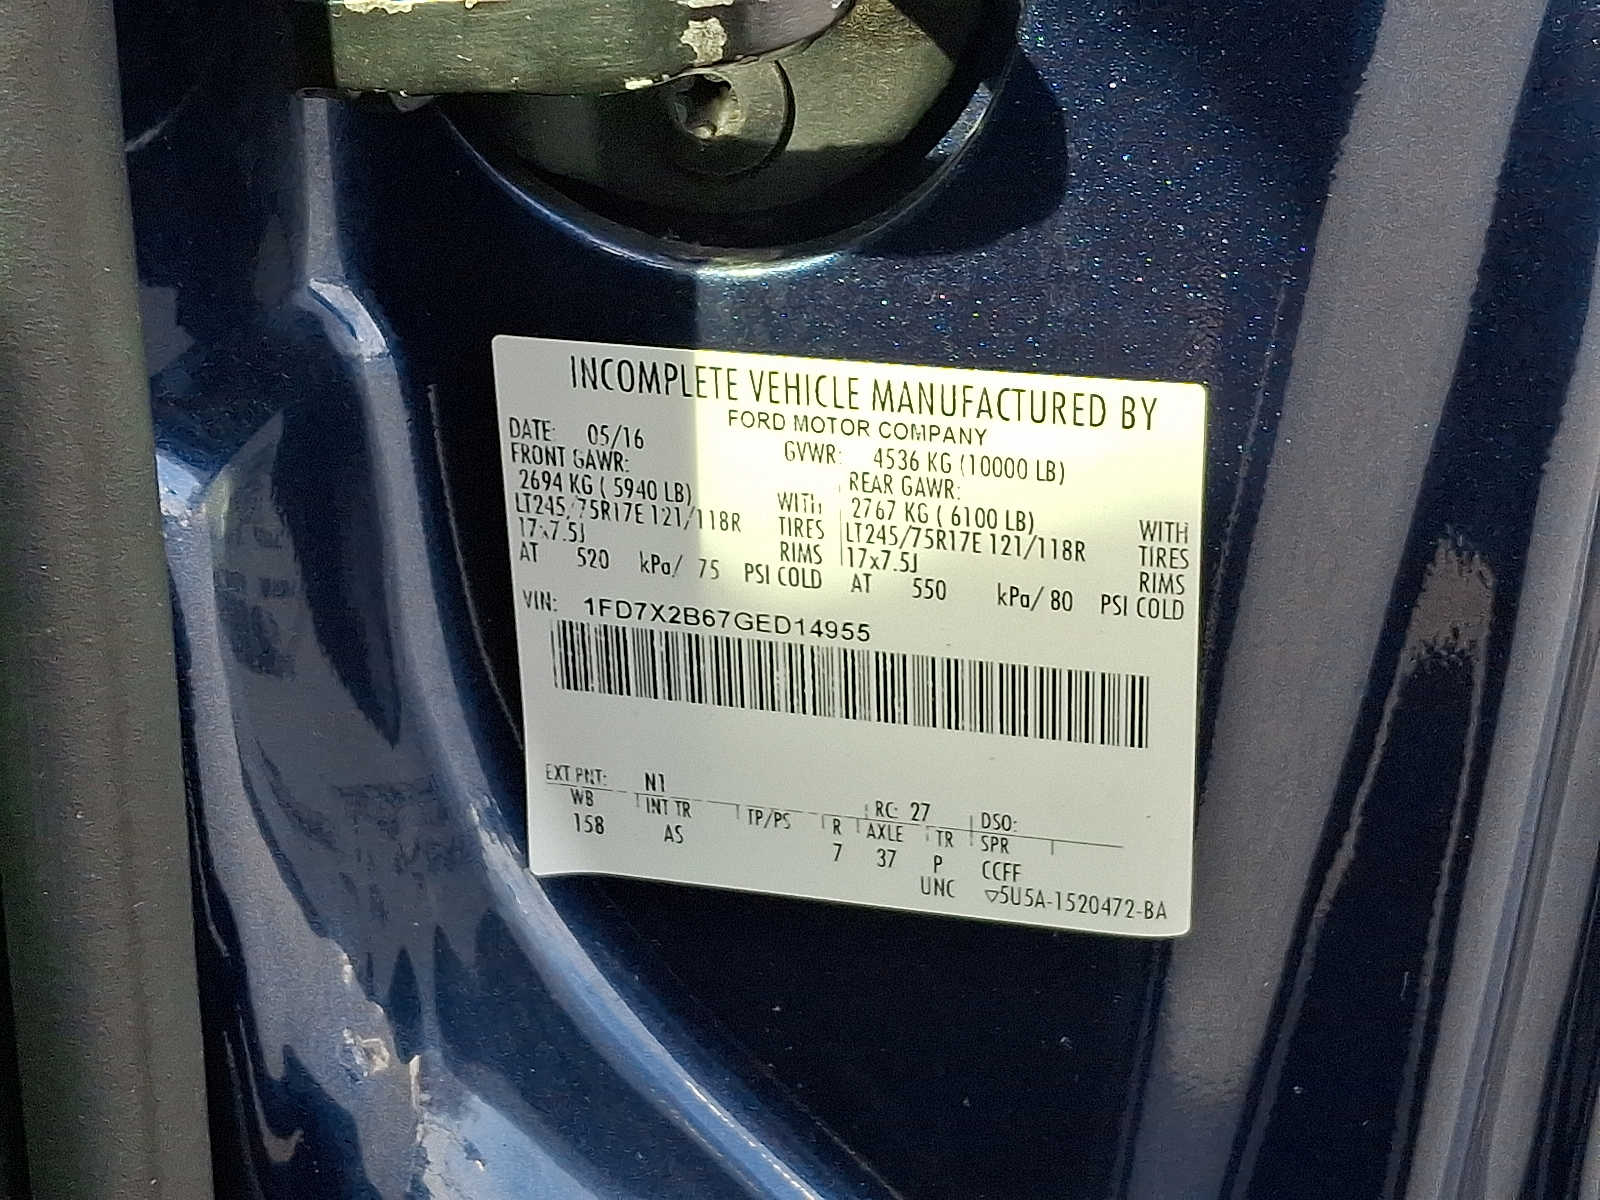 INCOMPLETE VEHICLE MANUFACTURED BY
FORD MOTOR COMPANY
DATE: 05/16 GVWR: 4536 KG (10000 LB)
FRONT GAWR: REAR GAWR:
2694 KG ( 5940 LB) WITH 2767 KG ( 6100 LB) WITH
LT245/75R17E 121/118R TIRES LT245/75R17E 121/118R TIRES
17x7.5J RIMS 17x7.5J RIMS
AT 520 kPa/ 75 PSI COLD AT 550 kPa/ 80 PSI COLD
VIN: 1FD7X2B67GED14955
EXT PNT: N1 RC: 27 DSO:
WB INT TR TP/PS R AXLE TR SPR
158 AS 7 37 P CCFF
UNC ▽5U5A-1520472-BA